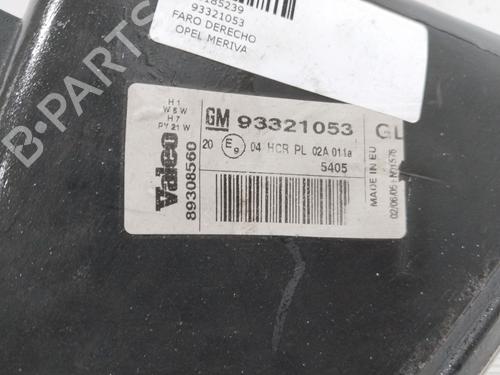 93321053
FARO DERECHO
OPEL MERIVA
H1
W5W
H7
PY21W
Valeo
89308560
GM 93321053
20 E9 04 HCR PL 02A 011a
5405
GL
MADE IN EU
B-PARTS